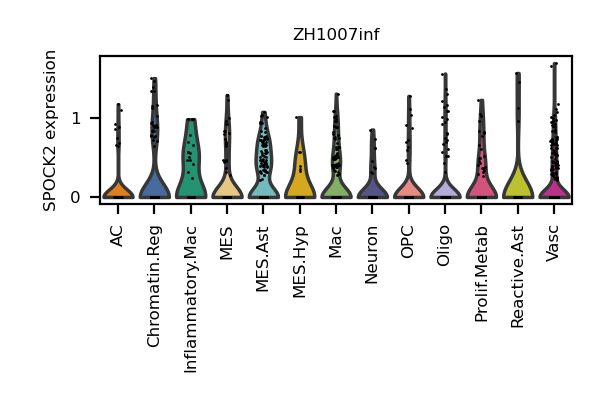 ZH1007inf
SPOCK2 expression
1
0
AC
Chromatin.Reg
Inflammatory.Mac
MES
MES.Ast
MES.Hyp
Mac
Neuron
OPC
Oligo
Prolif.Metab
Reactive.Ast
Vasc